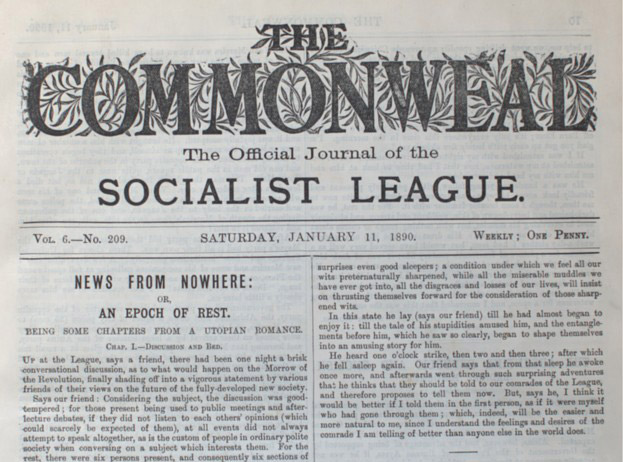 THE
COMMONWEAL
The Official Journal of the
SOCIALIST LEAGUE.
VOL. 6.—No. 209.
SATURDAY, JANUARY 11, 1890.
WEEKLY; ONE PENNY.
NEWS FROM NOWHERE:
OR,
AN EPOCH OF REST.
BEING SOME CHAPTERS FROM A UTOPIAN ROMANCE.
CHAP. I.—DISCUSSION AND BED.
UP at the League, says a friend, there had been one night a brisk
conversational discussion, as to what would happen on the Morrow of
the Revolution, finally shading off into a vigorous statement by various
friends of their views on the future of the fully-developed new society.
Says our friend: Considering the subject, the discussion was good-
tempered; for those present being used to public meetings and after-
lecture debates, if they did not listen to each others' opinions (which
could scarcely be expected of them), at all events did not always
attempt to speak altogether, as is the custom of people in ordinary polite
society when conversing on a subject which interests them. For the
rest, there were six persons present, and consequently six sections of
surprises even good sleepers; a condition under which we feel all our
wits preternaturally sharpened, while all the miserable muddles we
have ever got into, all the disgraces and losses of our lives, will insist
on thrusting themselves forward for the consideration of those sharp-
ened wits.
In this state he lay (says our friend) till he had almost began to
enjoy it: till the tale of his stupidities amused him, and the entangle-
ments before him, which he saw so clearly, began to shape themselves
into an amusing story for him.
He heard one o'clock strike, then two and then three; after which
he fell asleep again. Our friend says that from that sleep he awoke
once more, and afterwards went through such surprising adventures
that he thinks that they should be told to our comrades of the League,
and therefore proposes to tell them now. But, says he, I think it
would be better if I told them in the first person, as if it were myself
who had gone through them; which, indeed, will be the easier and
more natural to me, since I understand the feelings and desires of the
comrade I am telling of better than anyone else in the world does.